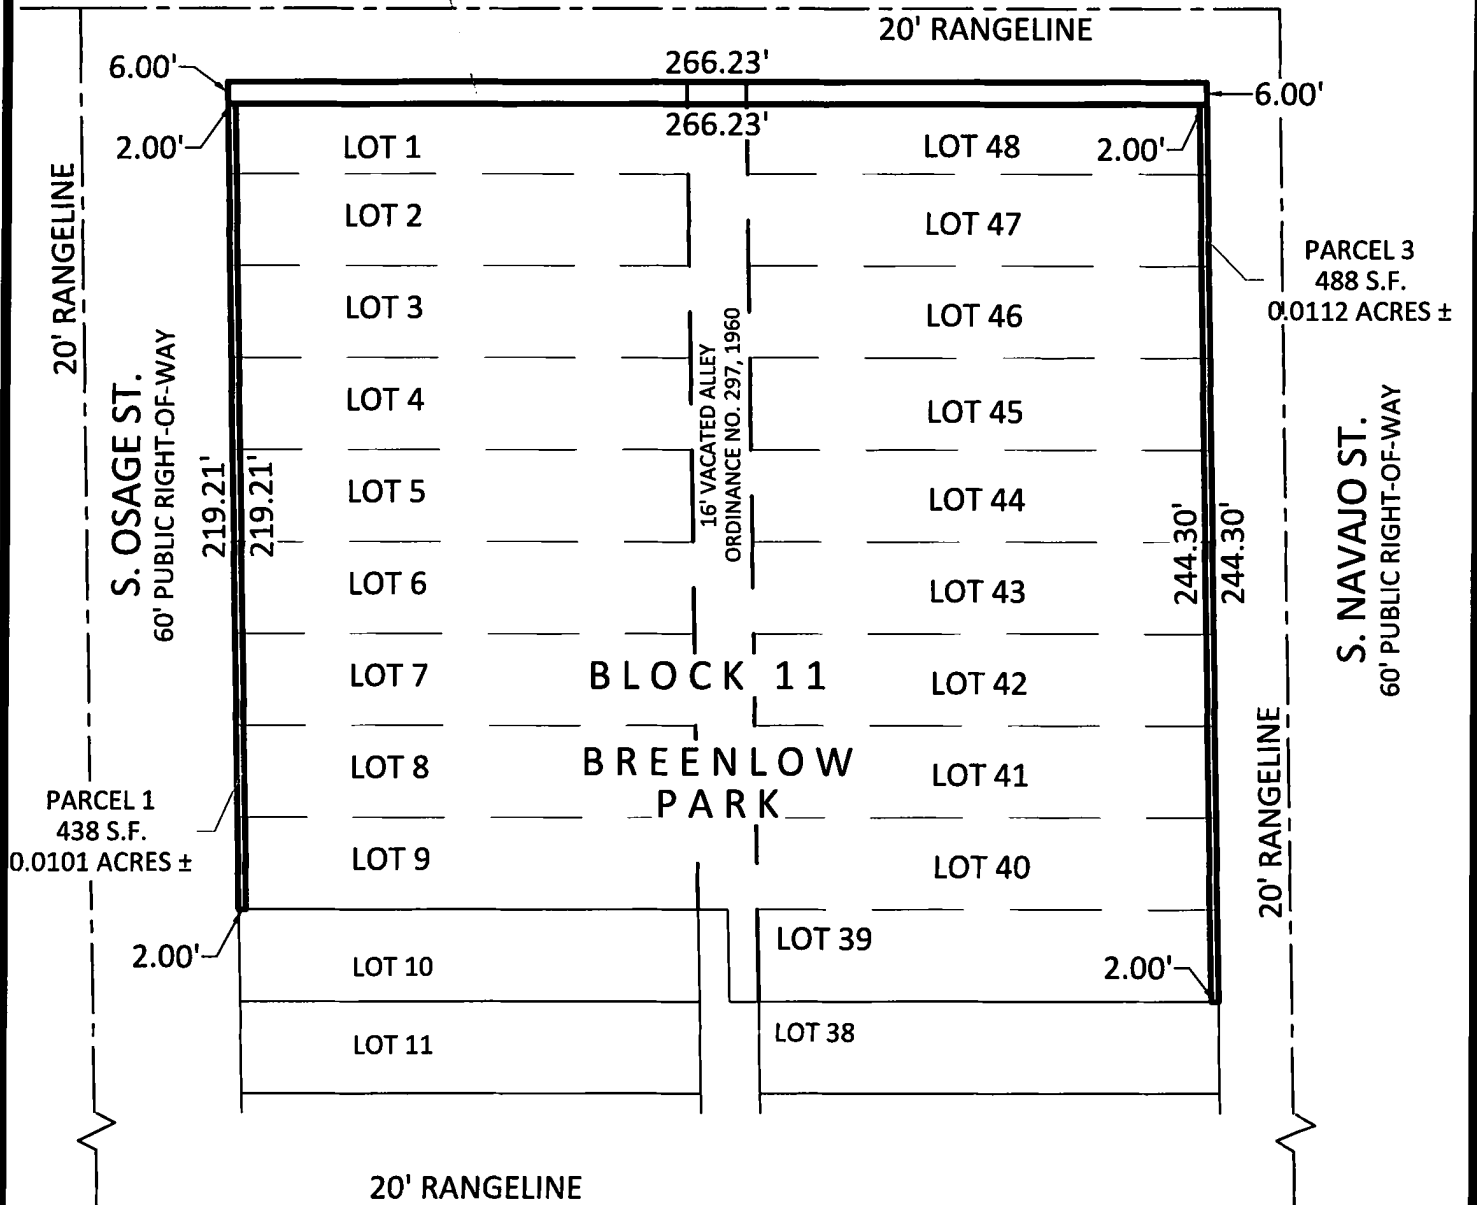 20' RANGELINE
6.00'
266.23'
6.00'
2.00'
266.23'
2.00'
LOT 1
LOT 48
20' RANGELINE
LOT 2
LOT 47
PARCEL 3
488 S.F.
0.0112 ACRES ±
LOT 3
LOT 46
16' VACATED ALLEY
ORDINANCE NO. 297, 1960
S. OSAGE ST.
60' PUBLIC RIGHT-OF-WAY
LOT 4
LOT 45
S. NAVAJO ST.
60' PUBLIC RIGHT-OF-WAY
219.21'
219.21'
LOT 5
LOT 44
244.30'
244.30'
LOT 6
LOT 43
LOT 7
BLOCK 11
LOT 42
LOT 8
BREENLOW
PARK
LOT 41
20' RANGELINE
PARCEL 1
438 S.F.
0.0101 ACRES ±
LOT 9
LOT 40
2.00'
LOT 10
LOT 39
2.00'
LOT 11
LOT 38
20' RANGELINE